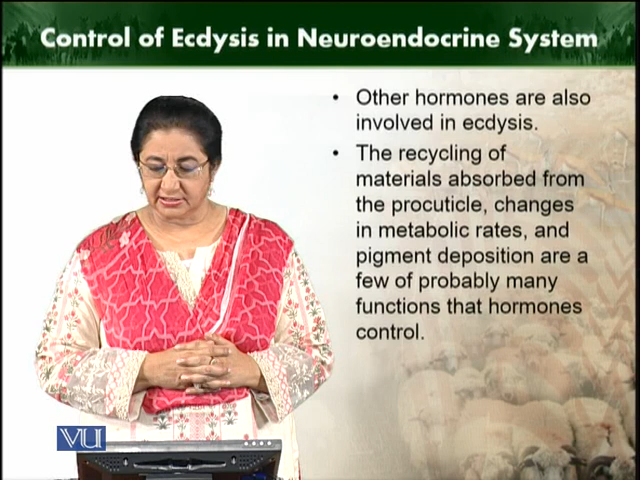 Control of Ecdysis in Neuroendocrine System
• Other hormones are also
involved in ecdysis.
• The recycling of
materials absorbed from
the procuticle, changes
in metabolic rates, and
pigment deposition are a
few of probably many
functions that hormones
control.
VU